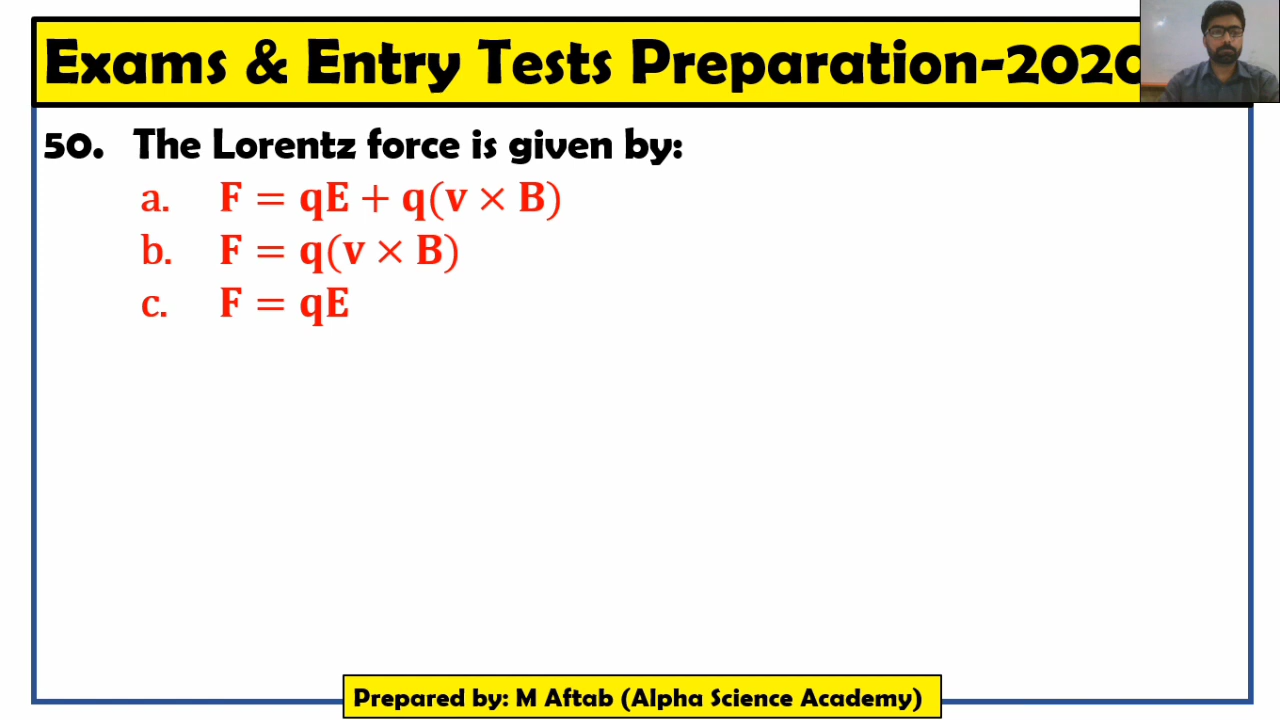 Exams & Entry Tests Preparation-2020
50. The Lorentz force is given by:
a. F = qE + q(v × B)
b. F = q(v × B)
c. F = qE
Prepared by: M Aftab (Alpha Science Academy)